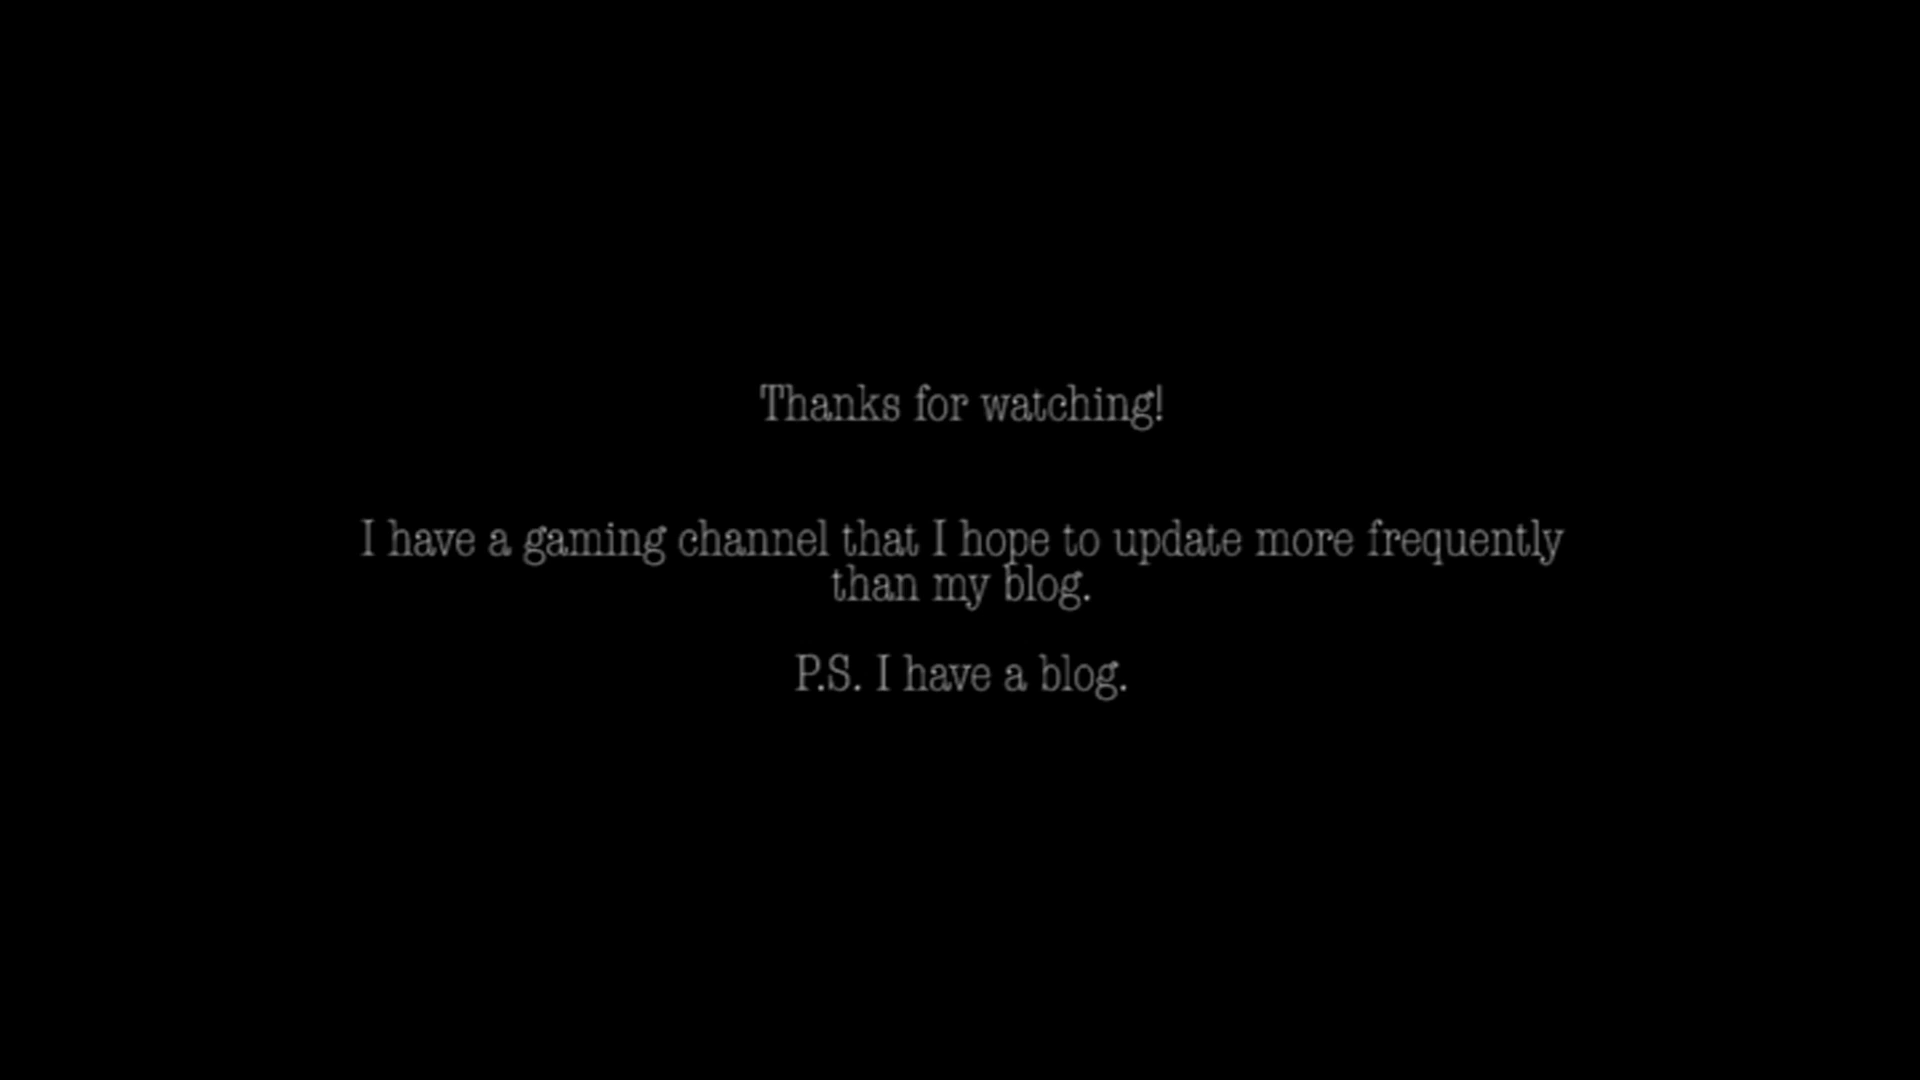 Thanks for watching!
I have a gaming channel that I hope to update more frequently
than my blog.
P.S. I have a blog.